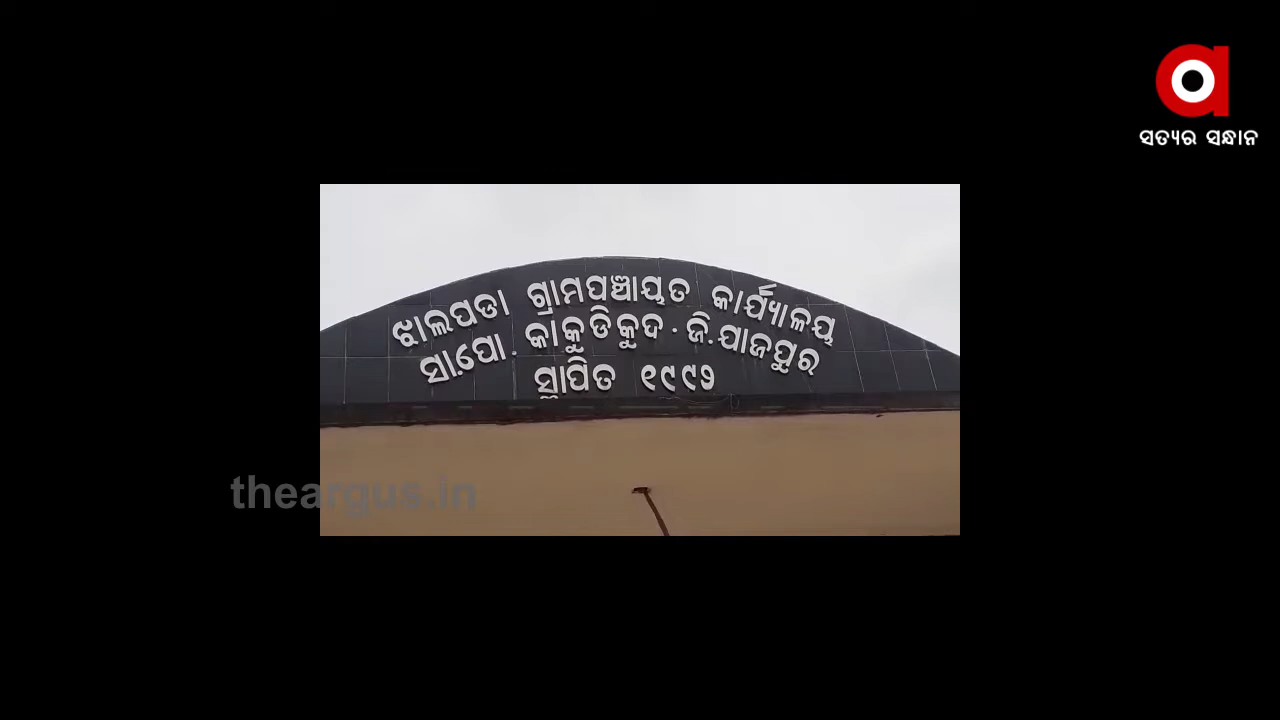 ସତ୍ୟର ସନ୍ଧାନ
ଝାଲପଡା ଗ୍ରାମପଞ୍ଚାୟତ କାର୍ଯ୍ୟାଳୟ
ସା.ପୋ. କାକୁଡିକୁଦ · ଜି.ଯାଜପୁର
ସ୍ଥାପିତ ୧୯୯୨
theargus.in